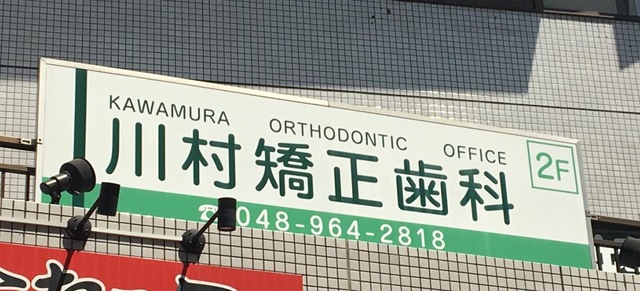 KAWAMURA ORTHODONTIC OFFICE
川村矯正歯科
2F
☎048-964-2818